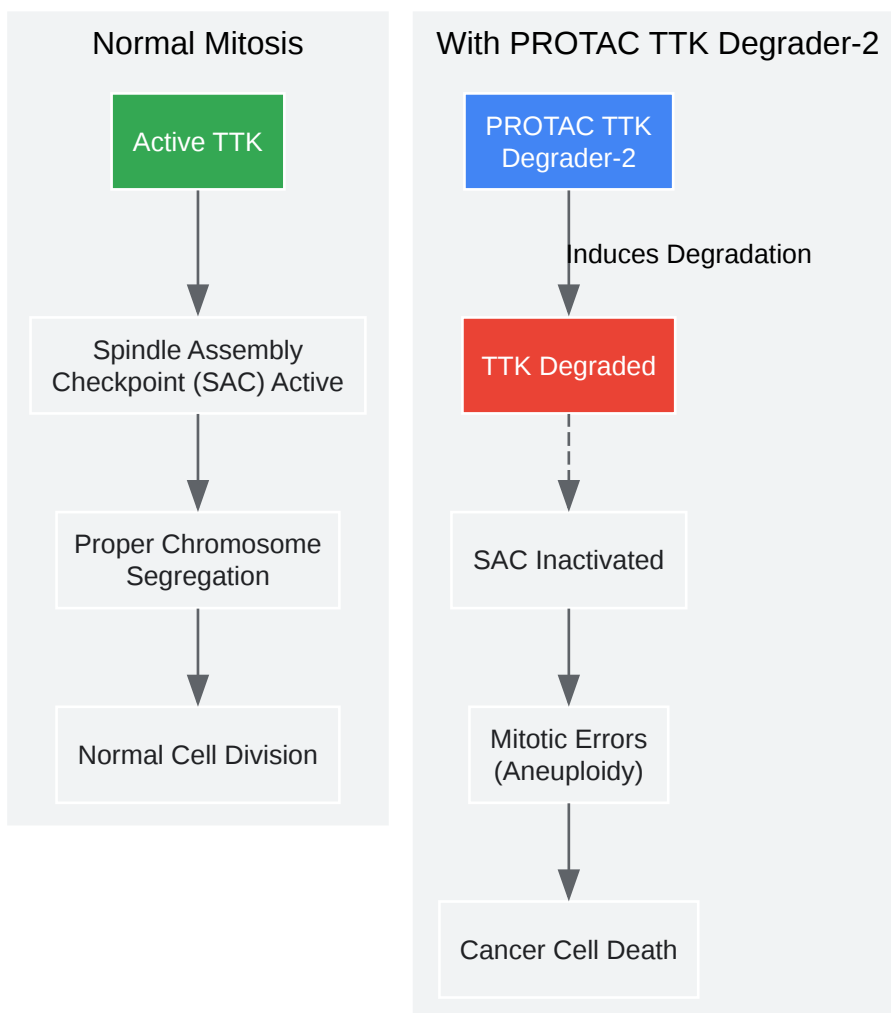 Normal Mitosis
Active TTK
Spindle Assembly
Checkpoint (SAC) Active
Proper Chromosome
Segregation
Normal Cell Division
With PROTAC TTK Degrader-2
PROTAC TTK
Degrader-2
Induces Degradation
TTK Degraded
SAC Inactivated
Mitotic Errors
(Aneuploidy)
Cancer Cell Death